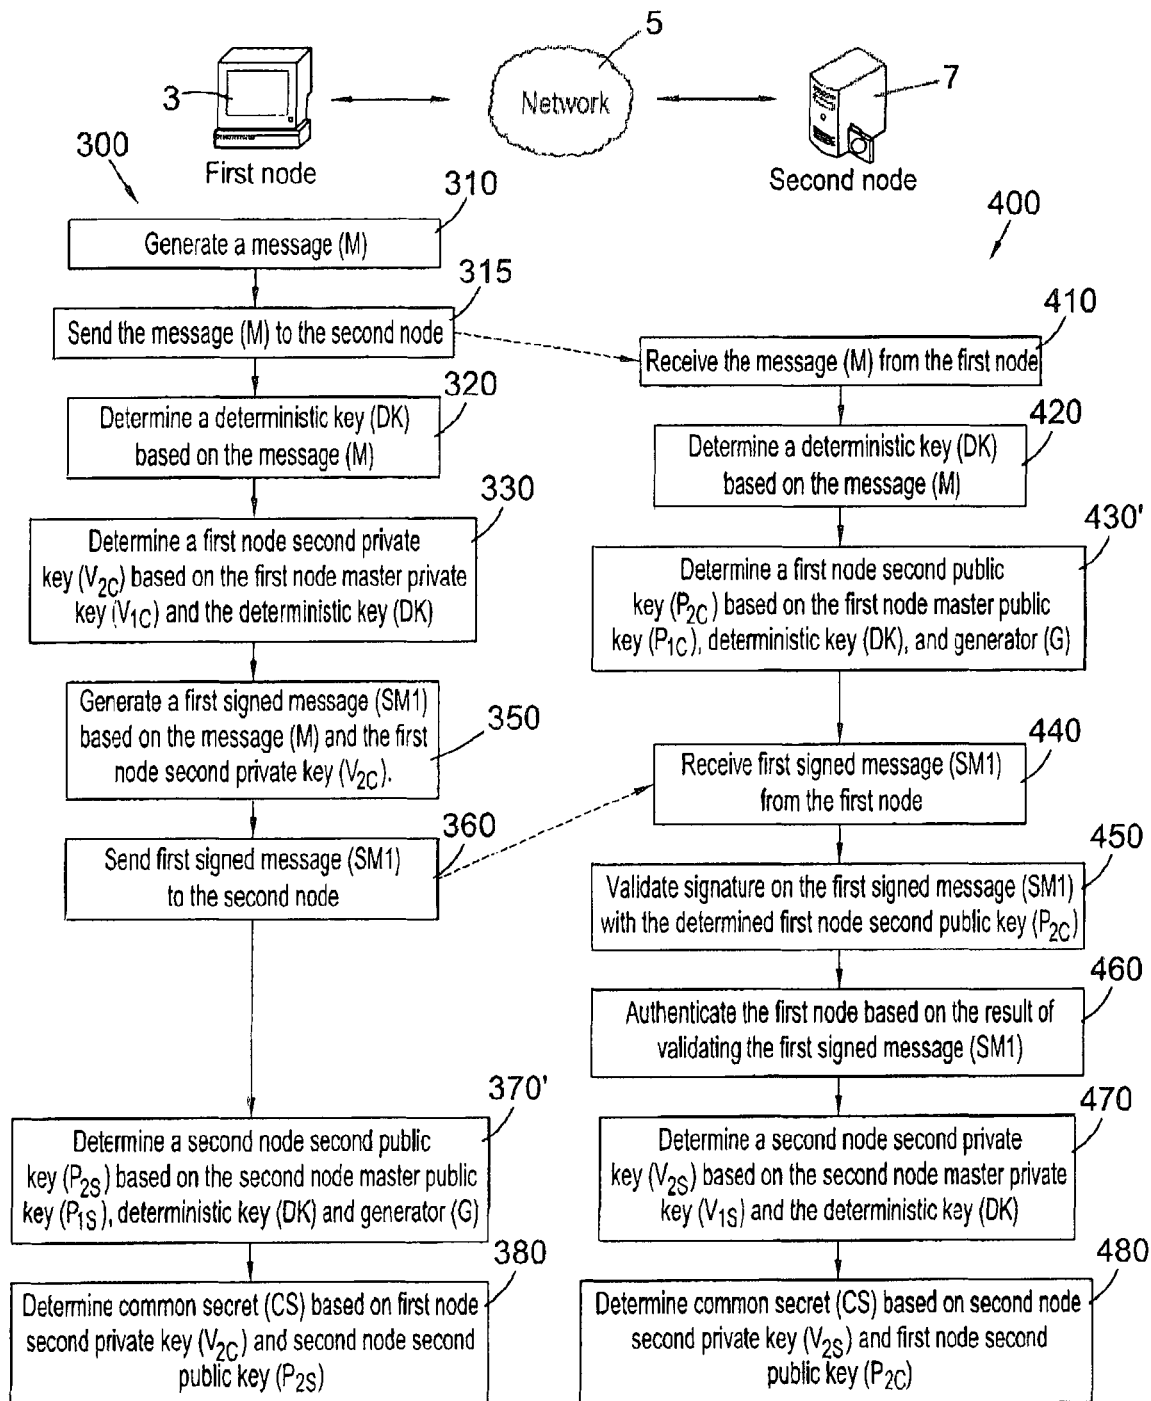 5
3
Network
7
300
First node
Second node
310
400
Generate a message (M)
315
Send the message (M) to the second node
410
Receive the message (M) from the first node
320
Determine a deterministic key (DK)
based on the message (M)
420
Determine a deterministic key (DK)
based on the message (M)
330
Determine a first node second private
key (V2C) based on the first node master private
key (V1C) and the deterministic key (DK)
430'
Determine a first node second public
key (P2C) based on the first node master public
key (P1C), deterministic key (DK), and generator (G)
Generate a first signed message (SM1)
based on the message (M) and the first
node second private key (V2C).
350
440
Receive first signed message (SM1)
from the first node
360
Send first signed message (SM1)
to the second node
450
Validate signature on the first signed message (SM1)
with the determined first node second public key (P2C)
460
Authenticate the first node based on the result of
validating the first signed message (SM1)
370'
Determine a second node second public
key (P2S) based on the second node master public
key (P1S), deterministic key (DK) and generator (G)
470
Determine a second node second private
key (V2S) based on the second node master private
key (V1S) and the deterministic key (DK)
380
Determine common secret (CS) based on first node
second private key (V2C) and second node second
public key (P2S)
480
Determine common secret (CS) based on second node
second private key (V2S) and first node second
public key (P2C)